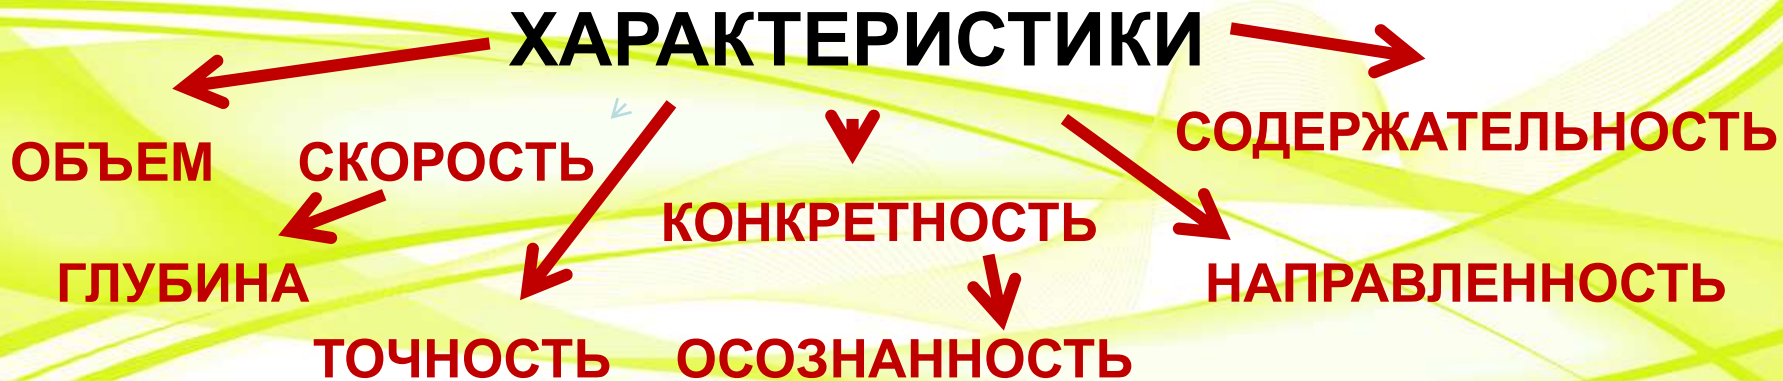 ХАРАКТЕРИСТИКИ
СОДЕРЖАТЕЛЬНОСТЬ
ОБЪЕМ СКОРОСТЬ
КОНКРЕТНОСТЬ
ГЛУБИНА
НАПРАВЛЕННОСТЬ
ТОЧНОСТЬ ОСОЗНАННОСТЬ